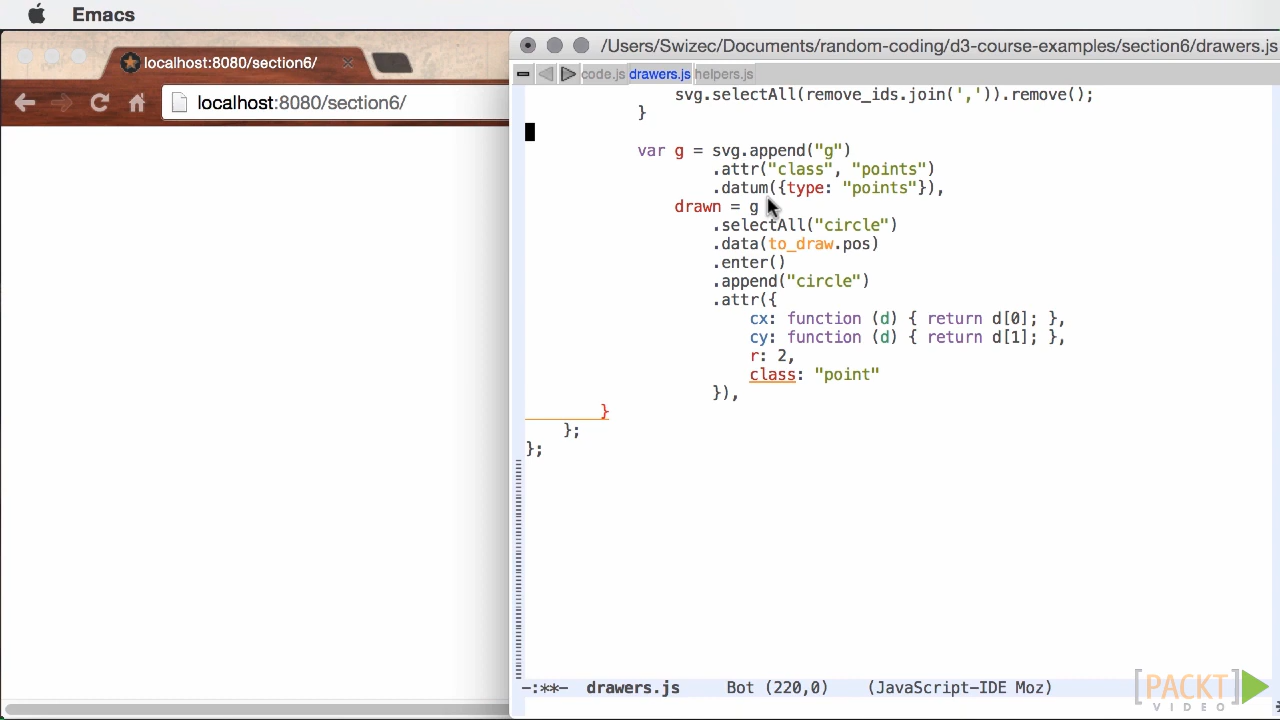 Emacs
localhost:8080/section6/
localhost:8080/section6/
/Users/Swizec/Documents/random-coding/d3-course-examples/section6/drawers.js
code.js drawers.js helpers.js
svg.selectAll(remove_ids.join(',')).remove();
}
var g = svg.append("g")
.attr("class", "points")
.datum({type: "points"}),
drawn = g
.selectAll("circle")
.data(to_draw.pos)
.enter()
.append("circle")
.attr({
cx: function (d) { return d[0]; },
cy: function (d) { return d[1]; },
r: 2,
class: "point"
}),
}
};
};
-:**- drawers.js Bot (220,0) (JavaScript-IDE Moz)
[PACKT]
VIDEO